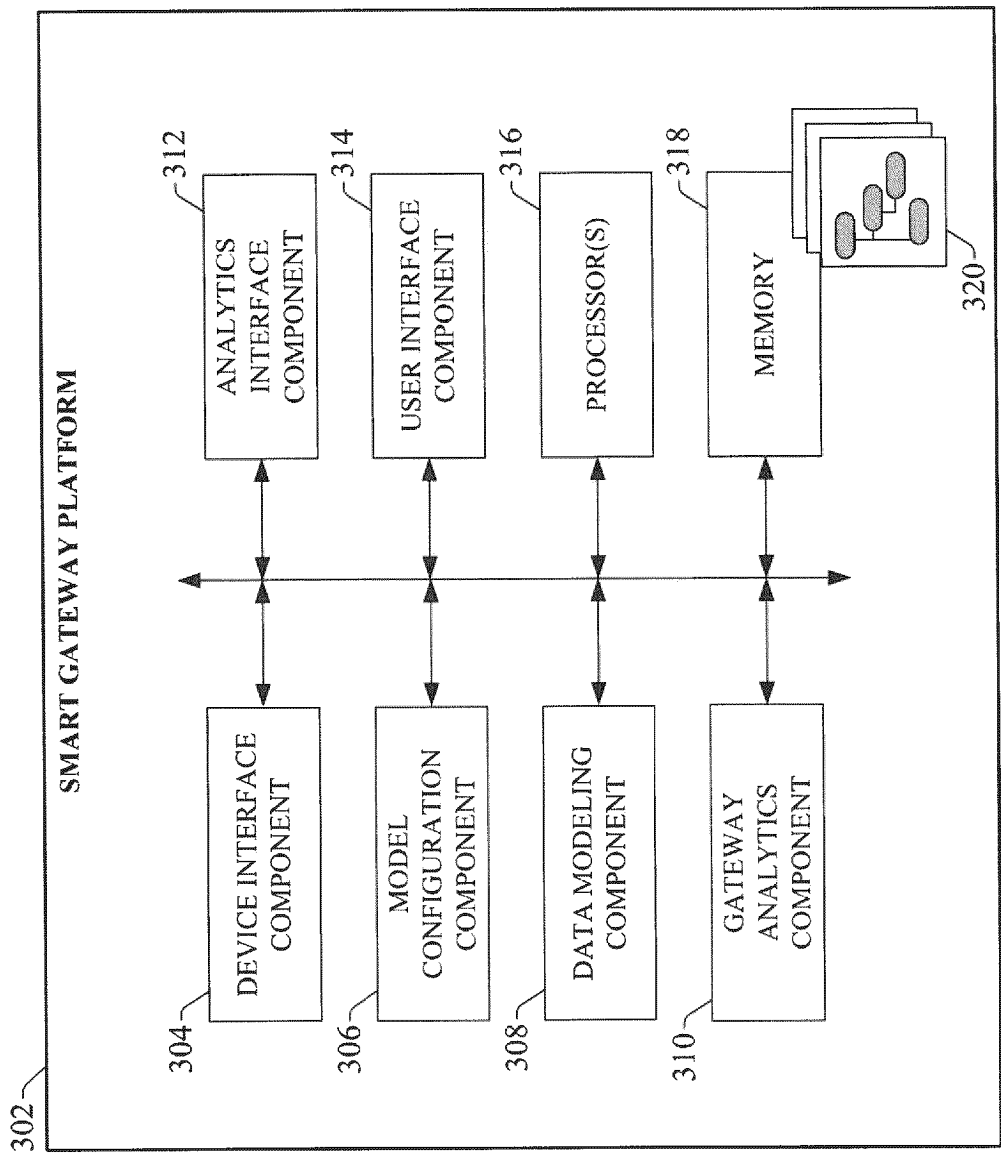 302
SMART GATEWAY PLATFORM
304
DEVICE INTERFACE
COMPONENT
306
MODEL
CONFIGURATION
COMPONENT
308
DATA MODELING
COMPONENT
310
GATEWAY
ANALYTICS
COMPONENT
312
ANALYTICS
INTERFACE
COMPONENT
314
USER INTERFACE
COMPONENT
316
PROCESSOR(S)
318
MEMORY
320